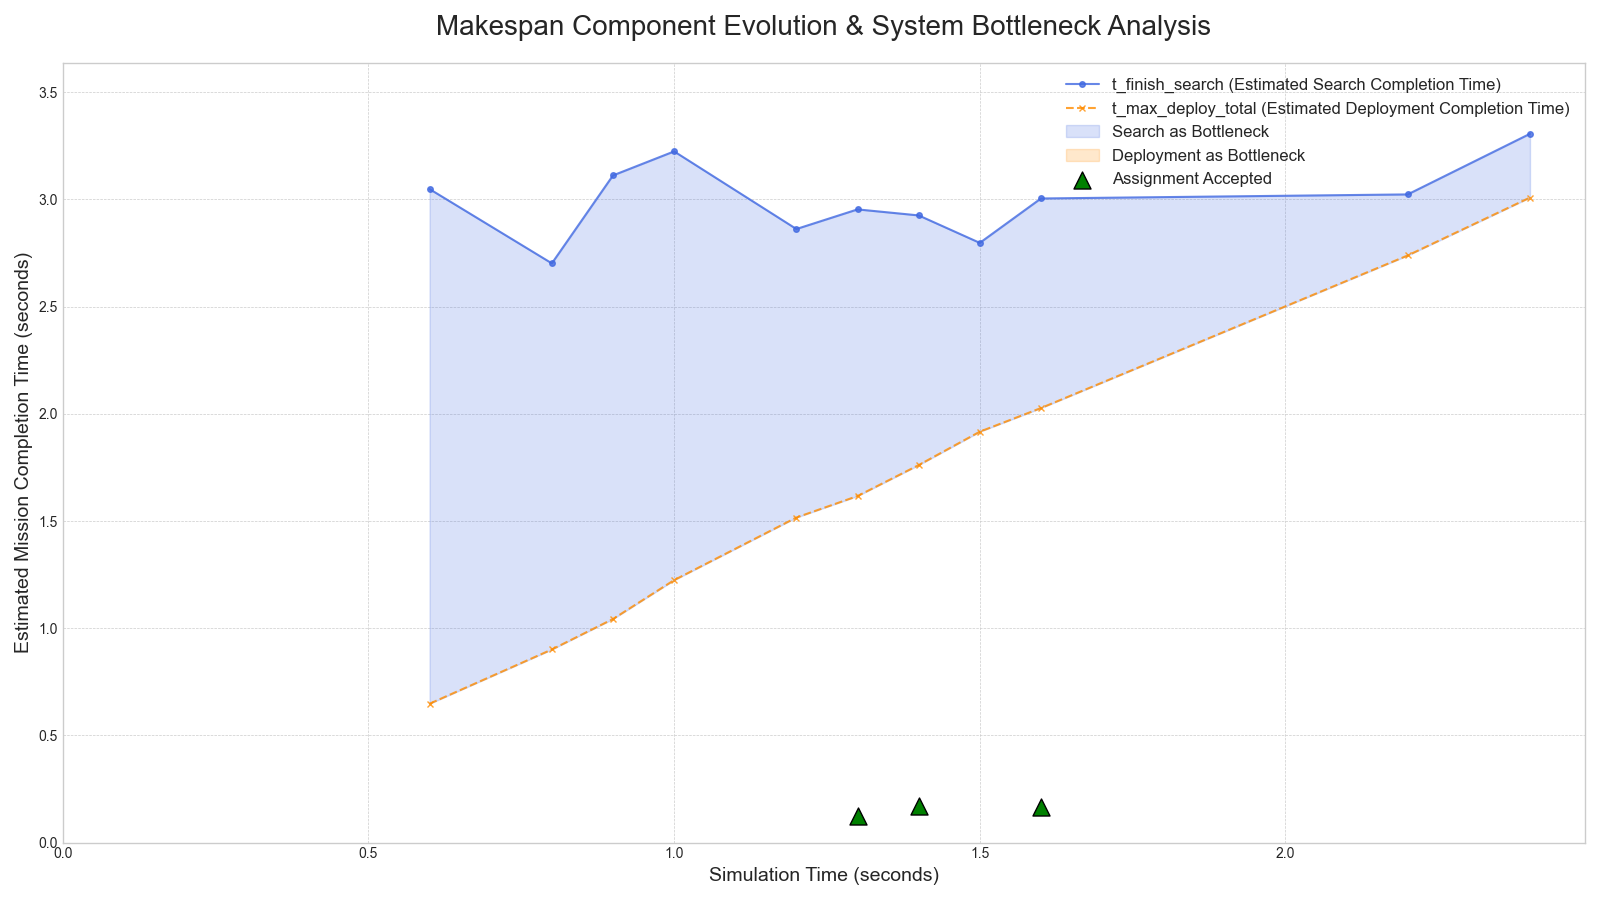 Makespan Component Evolution & System Bottleneck Analysis
t_finish_search (Estimated Search Completion Time)
t_max_deploy_total (Estimated Deployment Completion Time)
Search as Bottleneck
Deployment as Bottleneck
Assignment Accepted
Estimated Mission Completion Time (seconds)
3.5
3.0
2.5
2.0
1.5
1.0
0.5
0.0
0.0
0.5
1.0
1.5
2.0
Simulation Time (seconds)